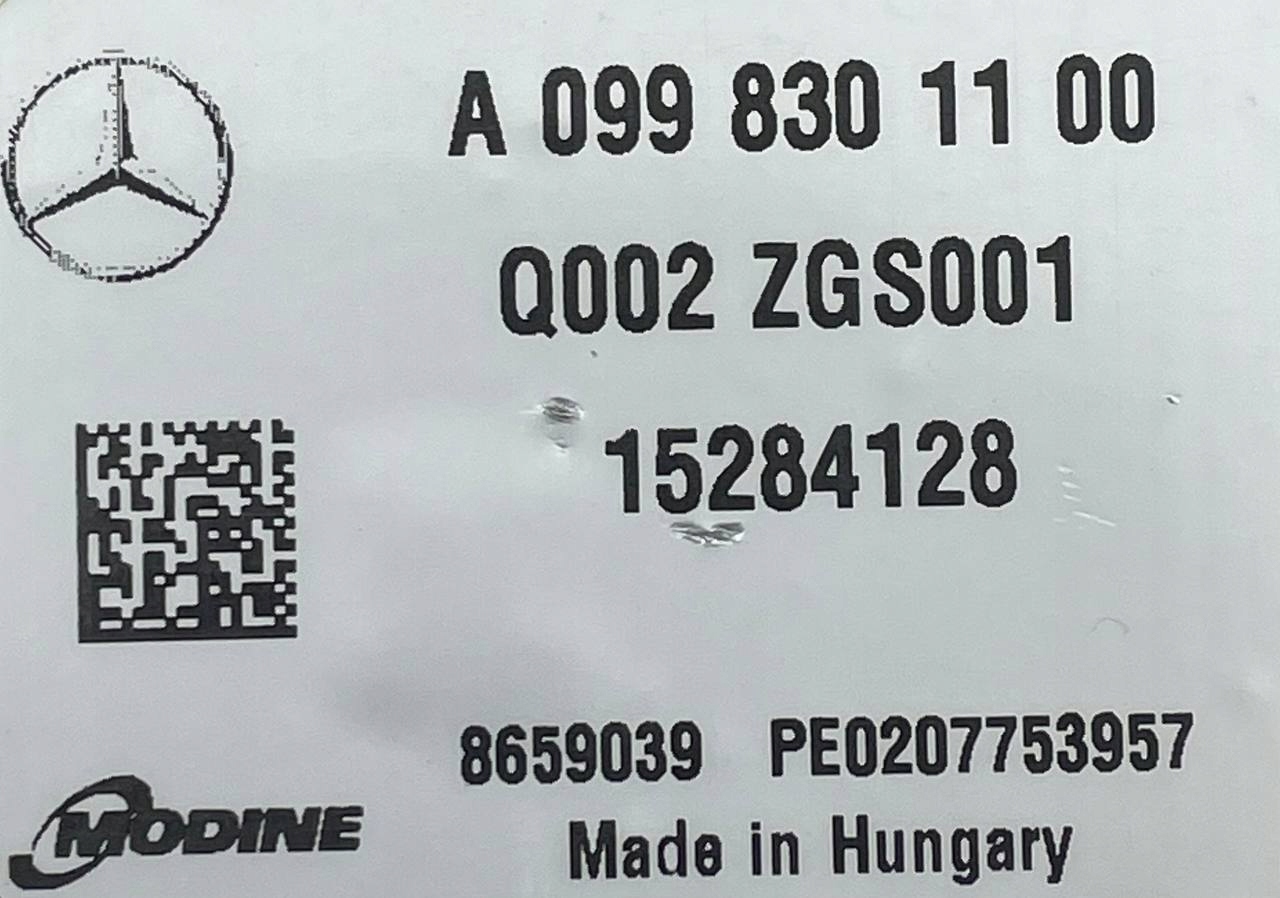 A 099 830 11 00
Q002 ZGS001
15284128
8659039 PE0207753957
MODINE
Made in Hungary